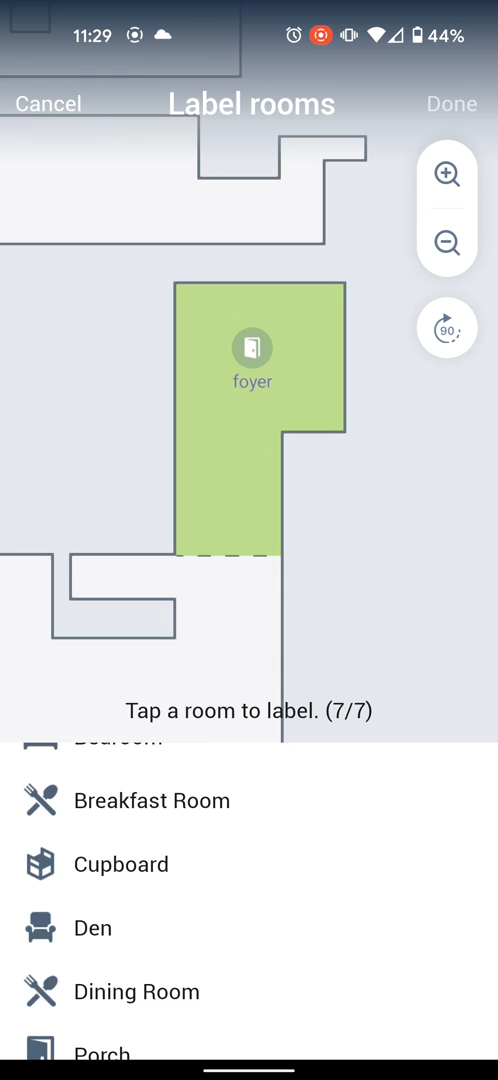 11:29
44%
Cancel
Label rooms
Done
90
foyer
Tap a room to label. (7/7)
Bedroom
Breakfast Room
Cupboard
Den
Dining Room
Porch